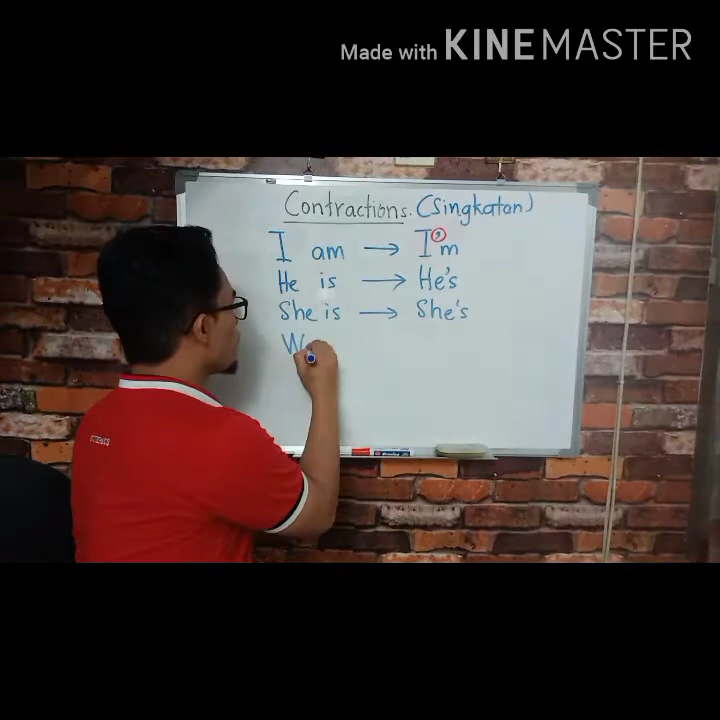 Made with KINEMASTER
Contractions. (Singkatan)
I am → I'm
He is → He's
She is → She's
W